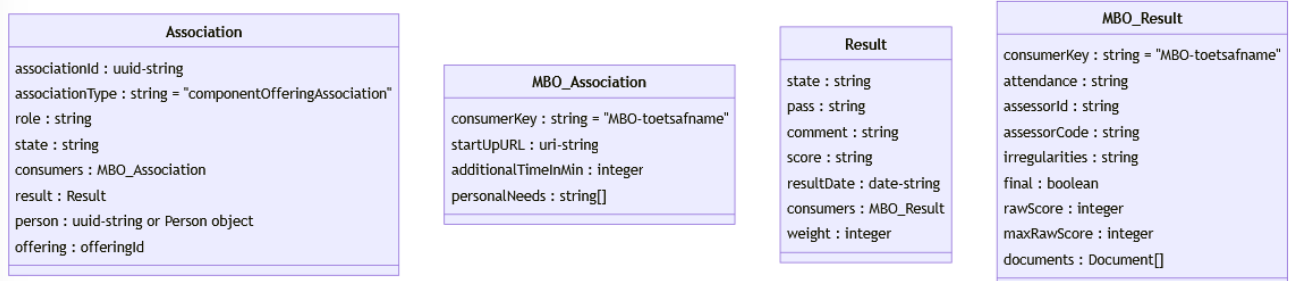 Association
associationId : uuid-string
associationType : string = "componentOfferingAssociation"
role : string
state : string
consumers : MBO_Association
result : Result
person : uuid-string or Person object
offering : offeringId
MBO_Association
consumerKey : string = "MBO-toetsafname"
startUpURL : uri-string
additionalTimeInMin : integer
personalNeeds : string[]
Result
state : string
pass : string
comment : string
score : string
resultDate : date-string
consumers : MBO_Result
weight : integer
MBO_Result
consumerKey : string = "MBO-toetsafname"
attendance : string
assessorId : string
assessorCode : string
irregularities : string
final : boolean
rawScore : integer
maxRawScore : integer
documents : Document[]